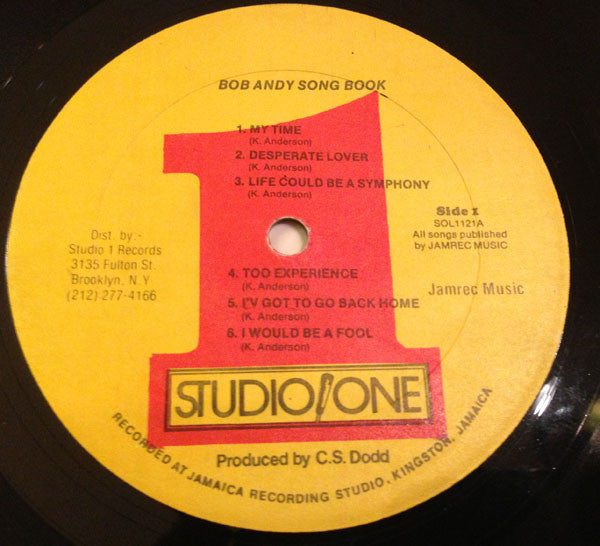 BOB ANDY SONG BOOK
1. MY TIME
(K. Anderson)
2. DESPERATE LOVER
(K. Anderson)
3. LIFE COULD BE A SYMPHONY
(K. Anderson)
Side 1
SOL1121A
All songs published
by JAMREC MUSIC
Dist. by :-
Studio 1 Records
3135 Fulton St.
Brooklyn, N.Y
(212) 277-4166
4. TOO EXPERIENCE
(K. Anderson)
5. I'V GOT TO GO BACK HOME
(K. Anderson)
6. I WOULD BE A FOOL
(K. Anderson)
Jamrec Music
STUDIO ONE
Produced by C.S. Dodd
RECORDED AT JAMAICA RECORDING STUDIO, KINGSTON, JAMAICA